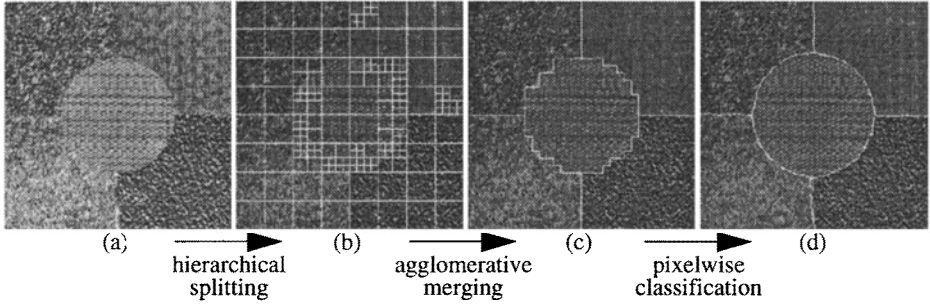 (a)
(b)
(c)
(d)
hierarchical
splitting
agglomerative
merging
pixelwise
classification